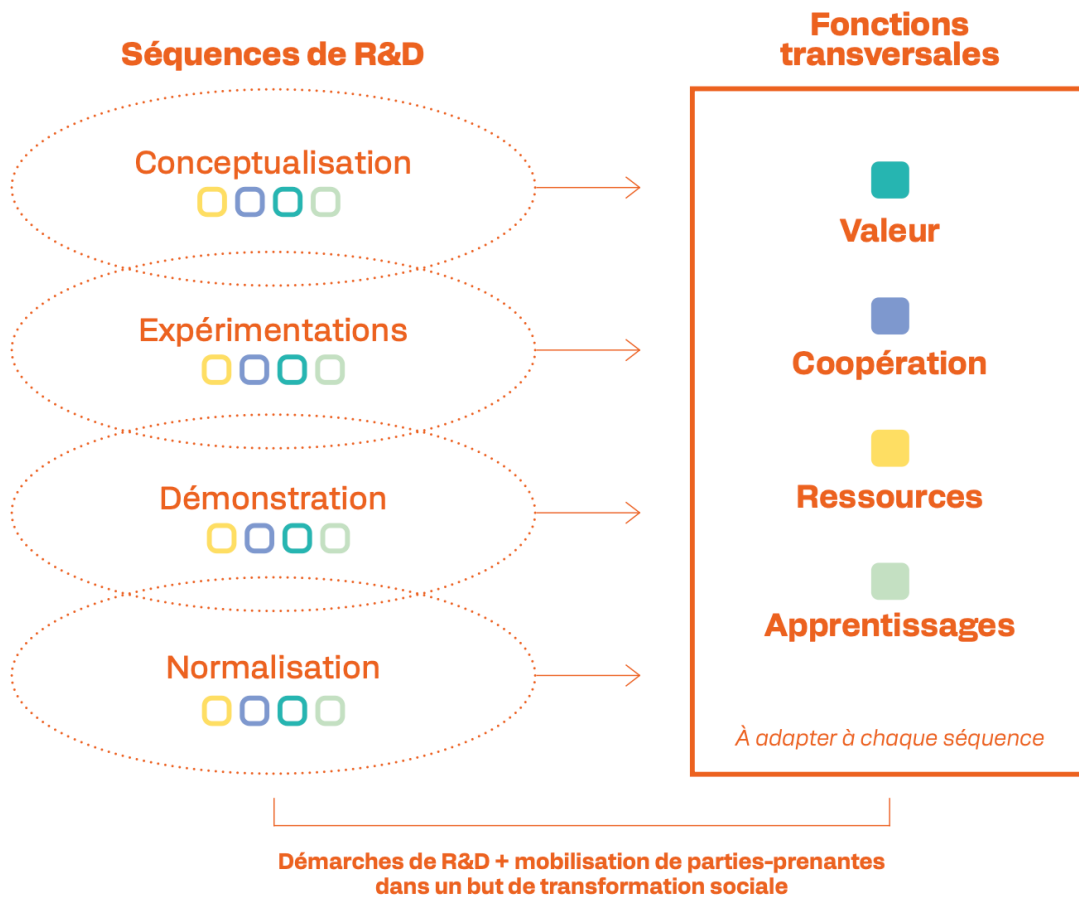 Séquences de R&D
Conceptualisation
Expérimentations
Démonstration
Normalisation
Fonctions
transversales
Valeur
Coopération
Ressources
Apprentissages
À adapter à chaque séquence
Démarches de R&D + mobilisation de parties-prenantes
dans un but de transformation sociale